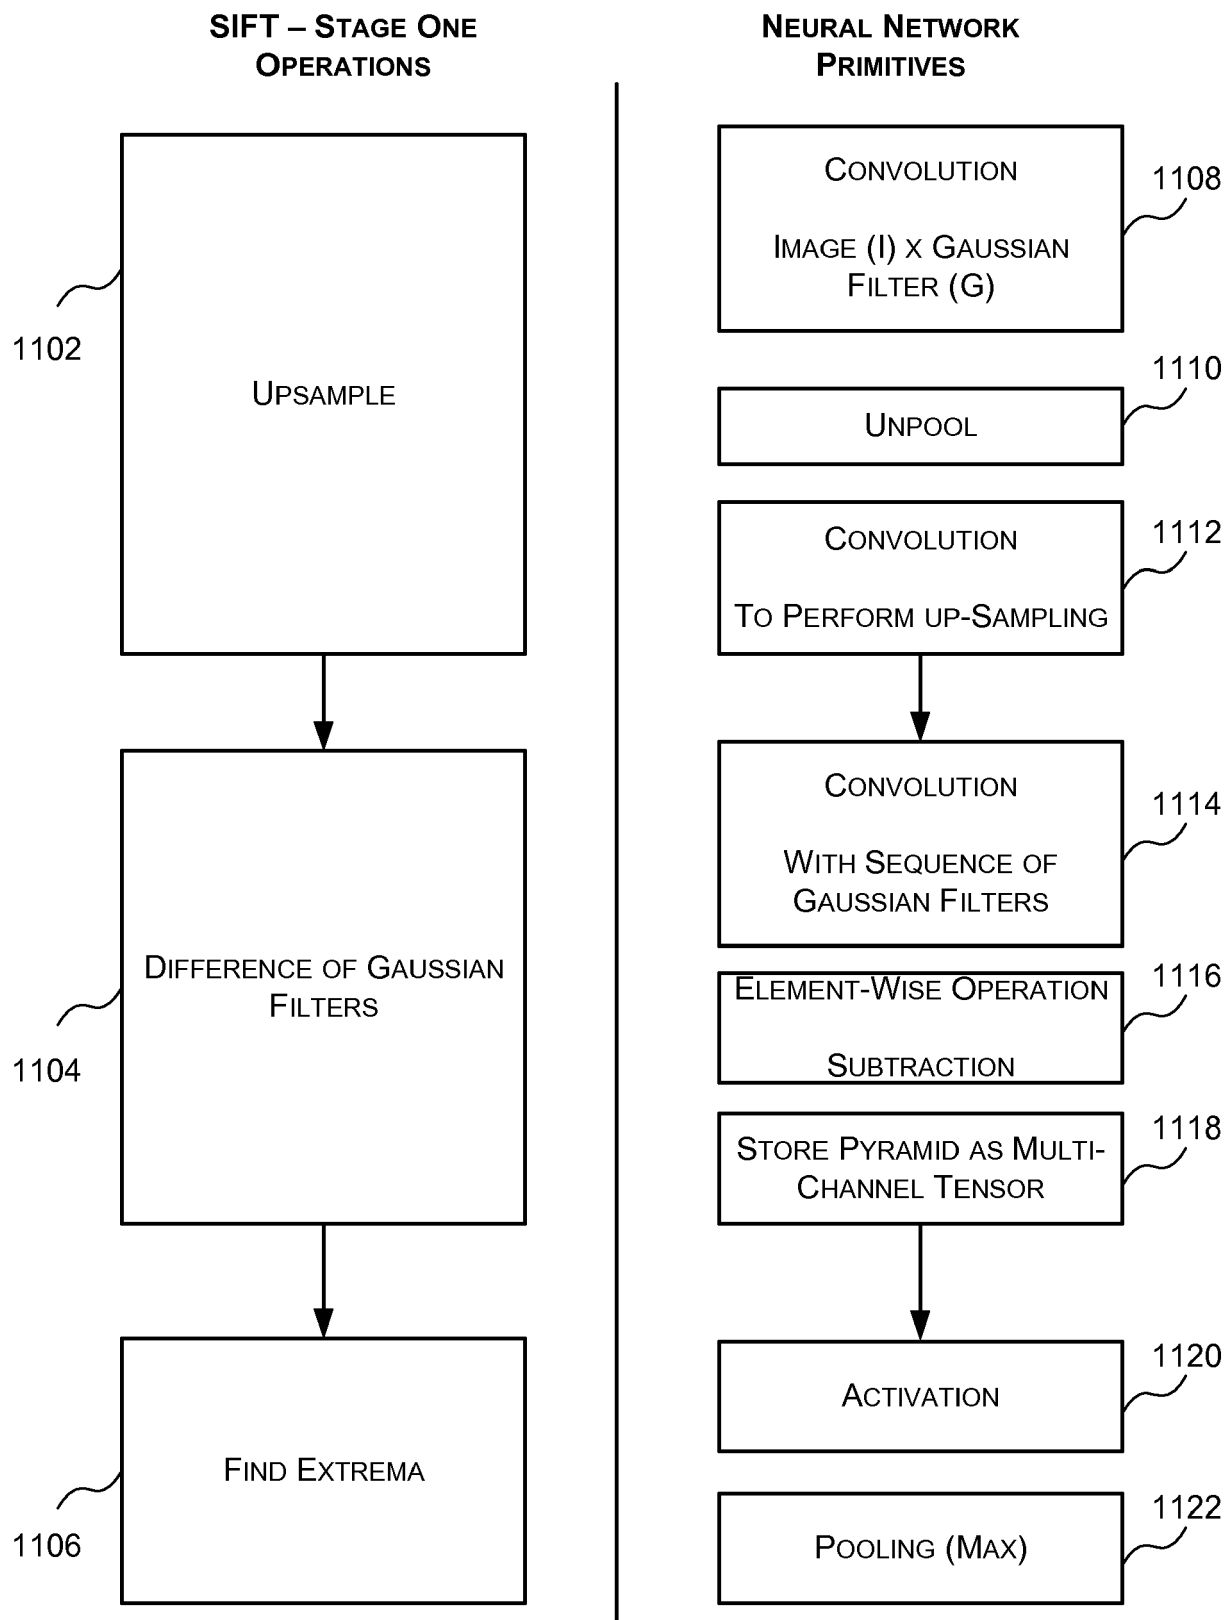 SIFT – STAGE ONE
OPERATIONS
1102
UPSAMPLE
DIFFERENCE OF GAUSSIAN
FILTERS
1104
FIND EXTREMA
1106
NEURAL NETWORK
PRIMITIVES
CONVOLUTION
IMAGE (I) X GAUSSIAN
FILTER (G)
1108
UNPOOL
1110
CONVOLUTION
TO PERFORM UP-SAMPLING
1112
CONVOLUTION
WITH SEQUENCE OF
GAUSSIAN FILTERS
1114
ELEMENT-WISE OPERATION
SUBTRACTION
1116
STORE PYRAMID AS MULTI-
CHANNEL TENSOR
1118
ACTIVATION
1120
POOLING (MAX)
1122